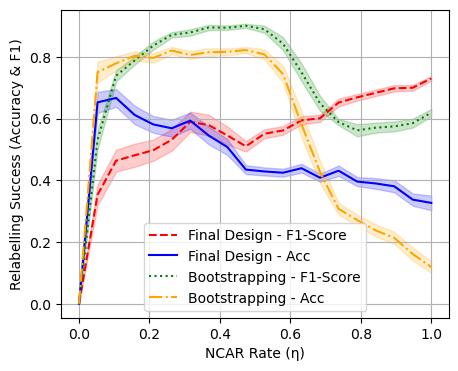 Relabelling Success (Accuracy & F1)
0.8
0.6
0.4
0.2
0.0
Final Design - F1-Score
Final Design - Acc
Bootstrapping - F1-Score
Bootstrapping - Acc
0.0 0.2 0.4 0.6 0.8 1.0
NCAR Rate (η)